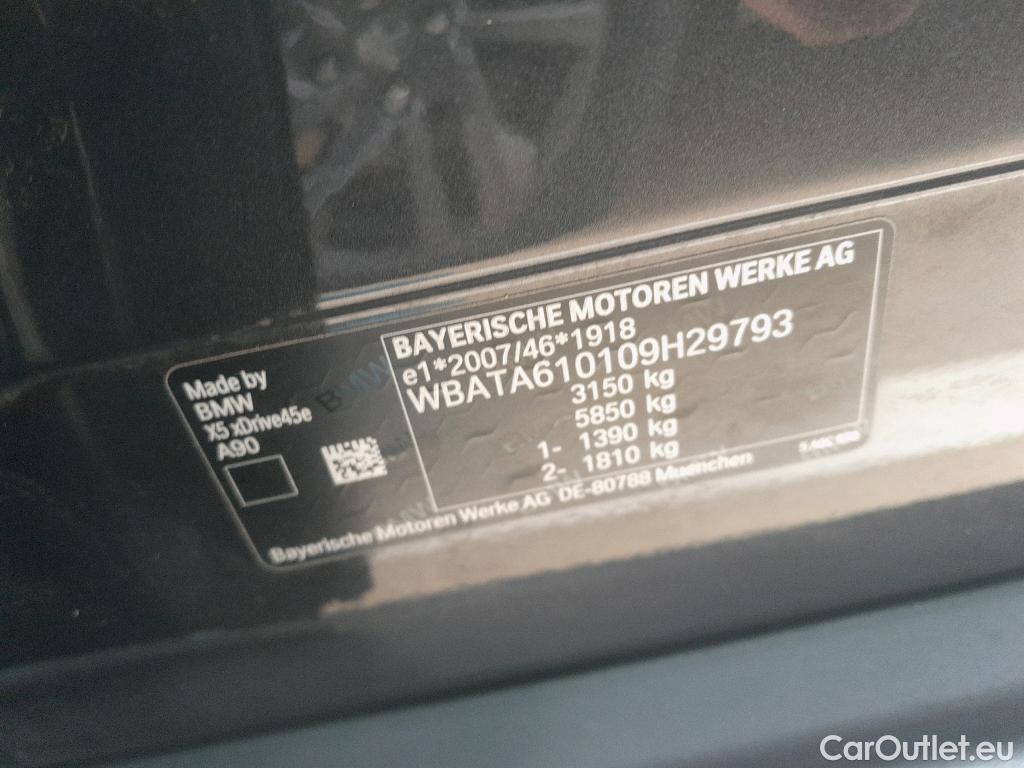 BAYERISCHE MOTOREN WERKE AG
e1*2007/46*1918
WBATA610109H29793
3150 kg
5850 kg
1- 1390 kg
2- 1810 kg
Made by
BMW
X5 xDrive45e
A90
Bayerische Motoren Werke AG DE-80788 Muenchen
CarOutlet.eu